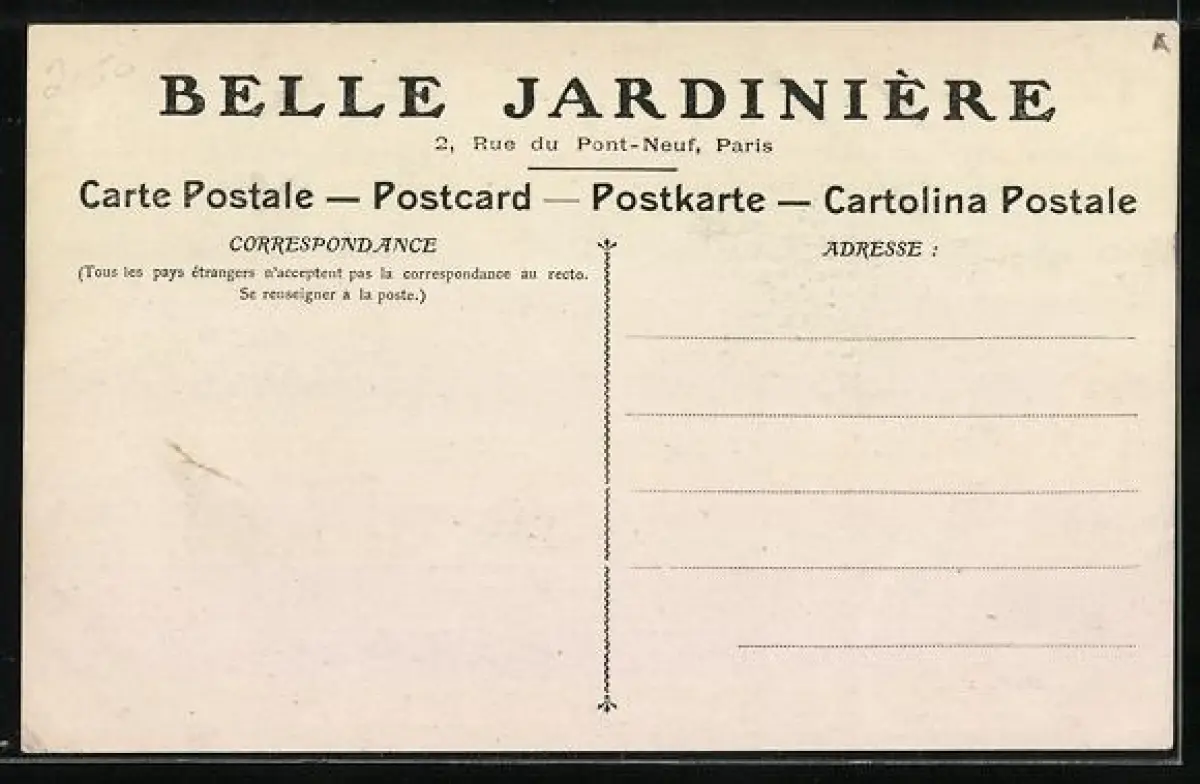 BELLE JARDINIÈRE
2, Rue du Pont-Neuf, Paris
Carte Postale — Postcard — Postkarte — Cartolina Postale
CORRESPONDANCE
(Tous les pays étrangers n'acceptent pas la correspondance au recto.
Se renseigner à la poste.)
ADRESSE :